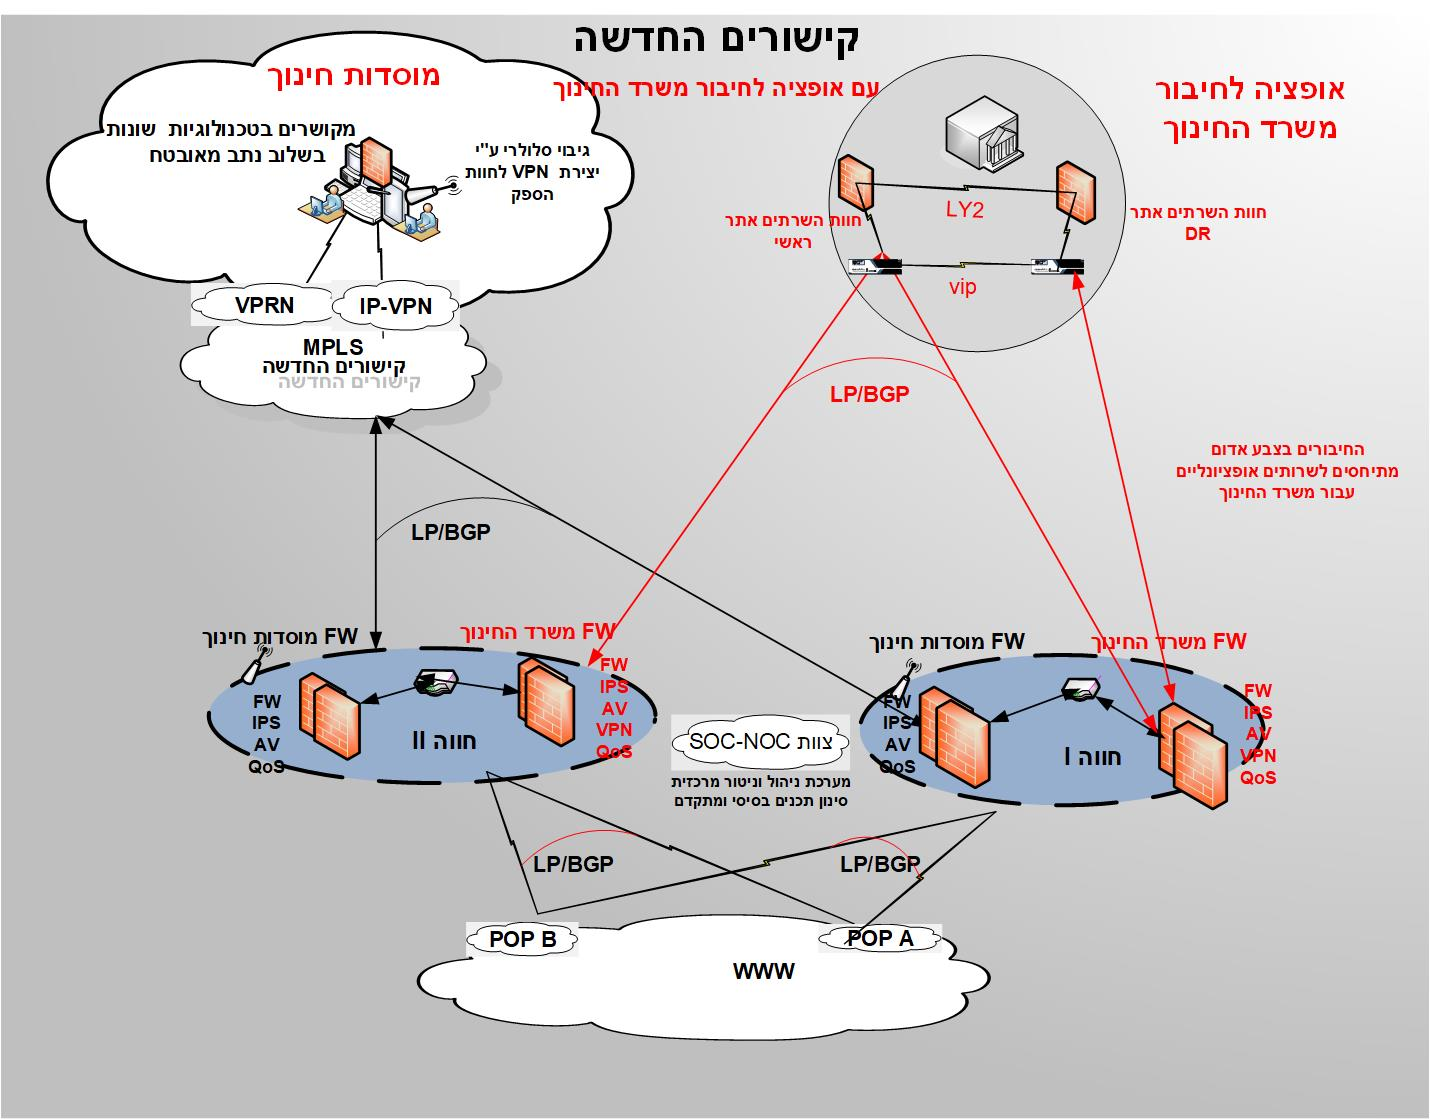 קישורים החדשה
עם אופציה לחיבור משרד החינוך
מוסדות חינוך
מקושרים בטכנולוגיות שונות
בשלוב נתב מאובטח
גיבוי סלולרי ע"י
יצירת VPN לחוות
הספק
VPRN
IP-VPN
MPLS
קישורים החדשה
קישורים החדשה
אופציה לחיבור
משרד החינוך
חוות השרתים אתר
ראשי
LY2
vip
חוות השרתים אתר
DR
LP/BGP
החיבורים בצבע אדום
מתיחסים לשרותים אופציונליים
עבור משרד החינוך
LP/BGP
FW מוסדות חינוך
FW משרד החינוך
FW
IPS
AV
QoS
חווה II
FW
IPS
AV
VPN
QoS
צוות SOC-NOC
מערכת ניהול וניטור מרכזית
סינון תכנים בסיסי ומתקדם
FW מוסדות חינוך
FW משרד החינוך
FW
IPS
AV
QoS
חווה I
FW
IPS
AV
VPN
QoS
LP/BGP
LP/BGP
POP B
POP A
WWW